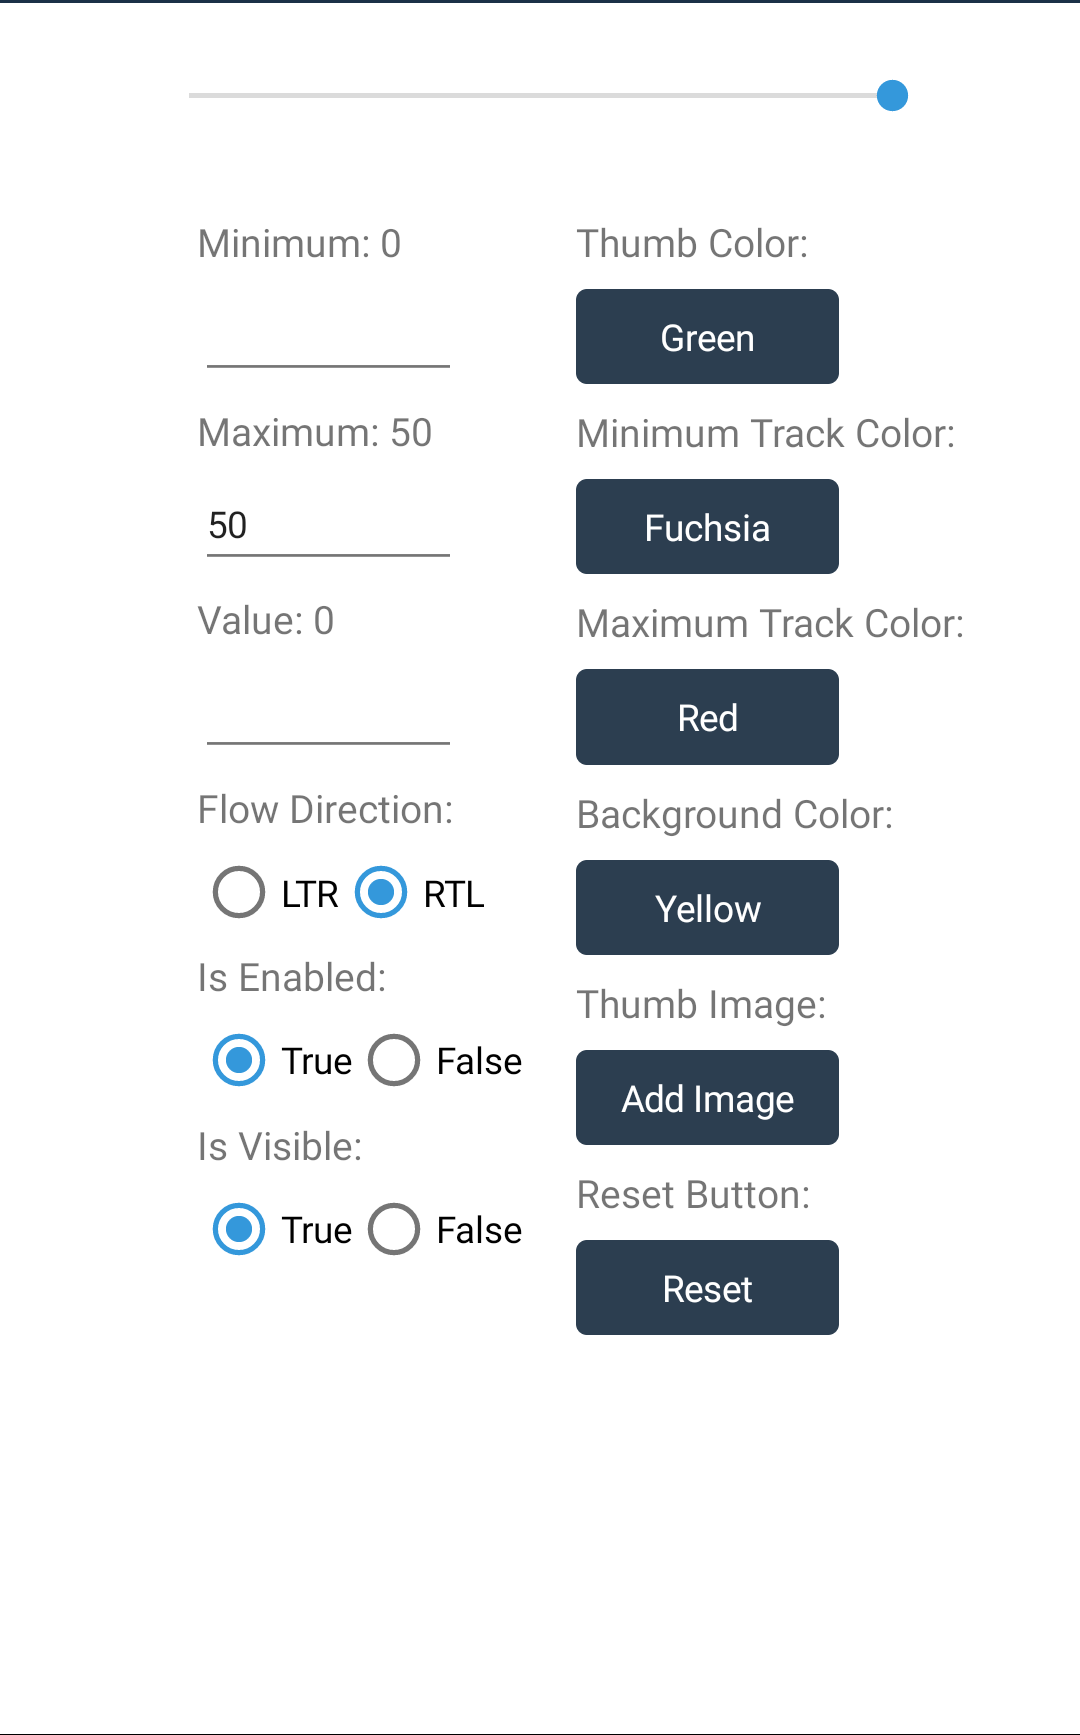 Minimum: 0
Maximum: 50
50
Value: 0
Flow Direction:
LTR RTL
Is Enabled:
True False
Is Visible:
True False
Thumb Color:
Green
Minimum Track Color:
Fuchsia
Maximum Track Color:
Red
Background Color:
Yellow
Thumb Image:
Add Image
Reset Button:
Reset